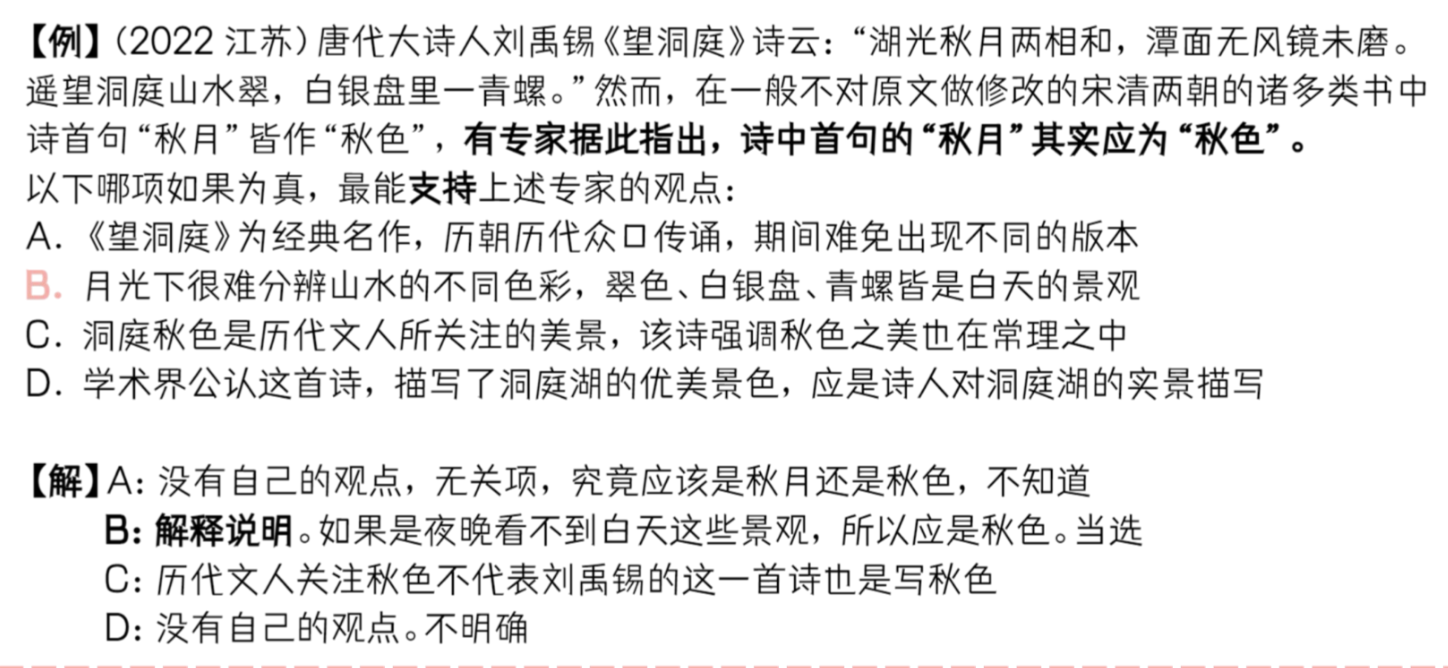 【例】(2022 江苏) 唐代大诗人刘禹锡《望洞庭》诗云：“湖光秋月两相和，潭面无风镜未磨。
遥望洞庭山水翠，白银盘里一青螺。”然而，在一般不对原文做修改的宋清两朝的诸多类书中
诗首句“秋月”皆作“秋色”，有专家据此指出，诗中首句的“秋月”其实应为“秋色”。
以下哪项如果为真，最能支持上述专家的观点：
A. 《望洞庭》为经典名作，历朝历代众口传诵，期间难免出现不同的版本
B. 月光下很难分辨山水的不同色彩，翠色、白银盘、青螺皆是白天的景观
C. 洞庭秋色是历代文人所关注的美景，该诗强调秋色之美也在常理之中
D. 学术界公认这首诗，描写了洞庭湖的优美景色，应是诗人对洞庭湖的实景描写
【解】A: 没有自己的观点，无关项，究竟应该是秋月还是秋色，不知道
B: 解释说明。如果是夜晚看不到白天这些景观，所以应是秋色。当选
C: 历代文人关注秋色不代表刘禹锡的这一首诗也是写秋色
D: 没有自己的观点。不明确